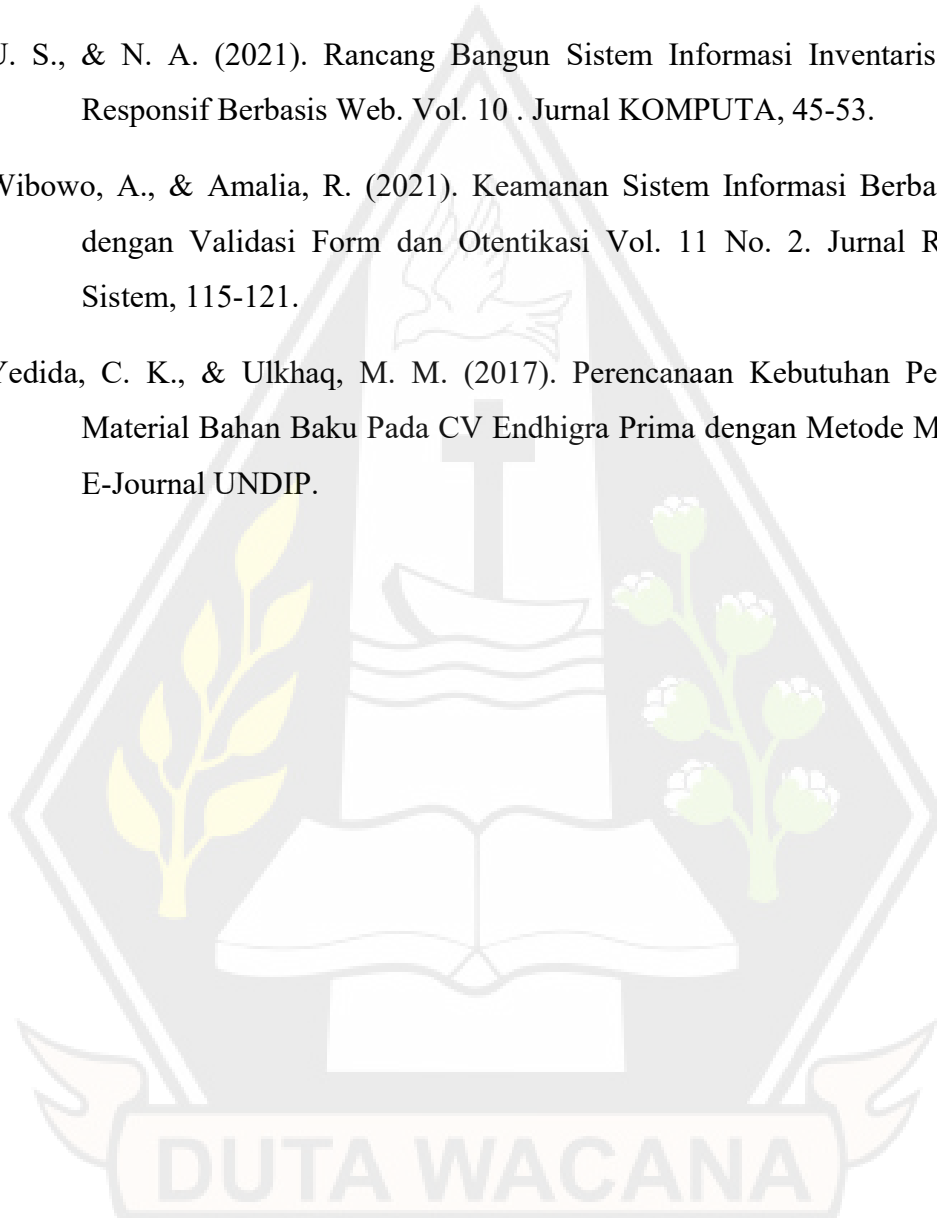 U. S., & N. A. (2021). Rancang Bangun Sistem Informasi Inventaris
Responsif Berbasis Web. Vol. 10 . Jurnal KOMPUTA, 45-53.
Wibowo, A., & Amalia, R. (2021). Keamanan Sistem Informasi
dengan Validasi Form dan Otentikasi Vol. 11 No. 2. Jurnal
Sistem, 115-121.
Yedida, C. K., & Ulkhaq, M. M. (2017). Perencanaan Kebutuhan
Material Bahan Baku Pada CV Endhigra Prima dengan Metode
E-Journal UNDIP.
DUTA WACANA